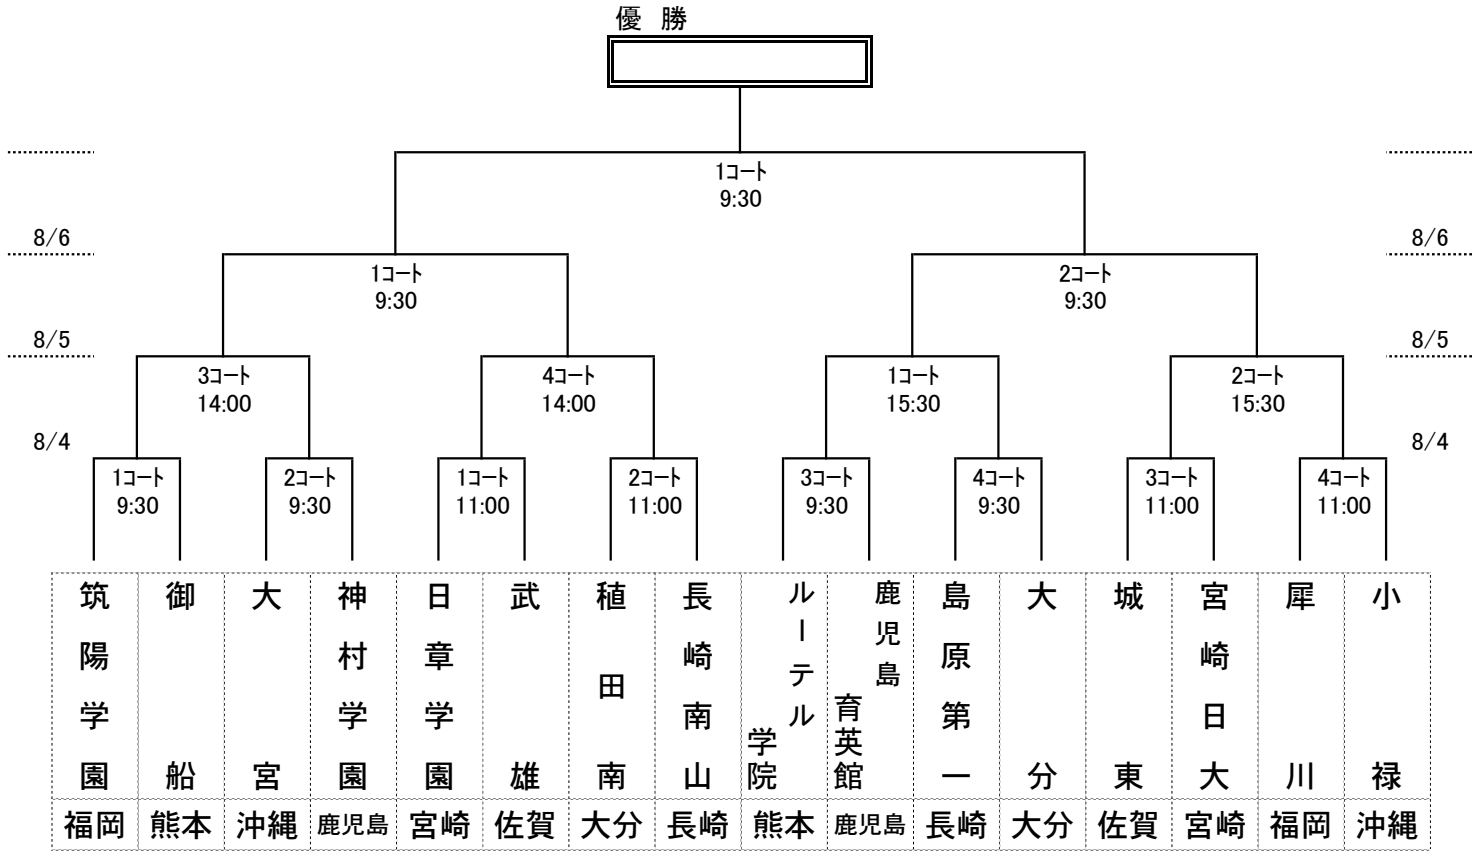 優 勝
1コート
9:30
8/6
8/6
1コート
9:30
2コート
9:30
8/5
8/5
3コート
14:00
4コート
14:00
1コート
15:30
2コート
15:30
8/4
8/4
1コート
9:30
2コート
9:30
1コート
11:00
2コート
11:00
3コート
9:30
4コート
9:30
3コート
11:00
4コート
11:00
筑陽学園
御船
大宮
神村学園
日章学園
武雄
稙田南
長崎南山
ルーテル
学院
鹿児島
育英館
島原第一
大分
城東
宮崎日大
犀川
小禄
福岡 熊本 沖縄 鹿児島 宮崎 佐賀 大分 長崎 熊本 鹿児島 長崎 大分 佐賀 宮崎 福岡 沖縄